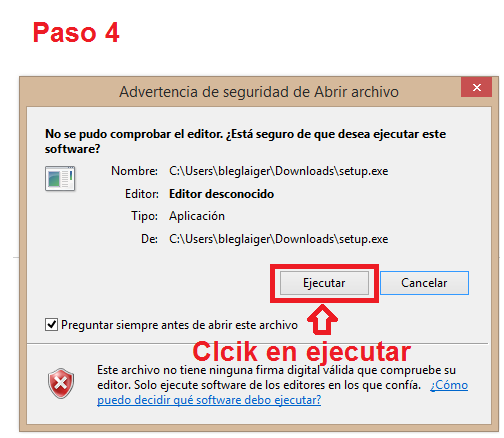 Paso 4
Advertencia de seguridad de Abrir archivo
No se pudo comprobar el editor. ¿Está seguro de que desea ejecutar este
software?
Nombre: C:\Users\bleglaiger\Downloads\setup.exe
Editor: Editor desconocido
Tipo: Aplicación
De: C:\Users\bleglaiger\Downloads\setup.exe
Ejecutar Cancelar
Preguntar siempre antes de abrir este archivo
Clcik en ejecutar
Este archivo no tiene ninguna firma digital válida que compruebe su
editor. Solo ejecute software de los editores en los que confía. ¿Cómo
puedo decidir qué software debo ejecutar?